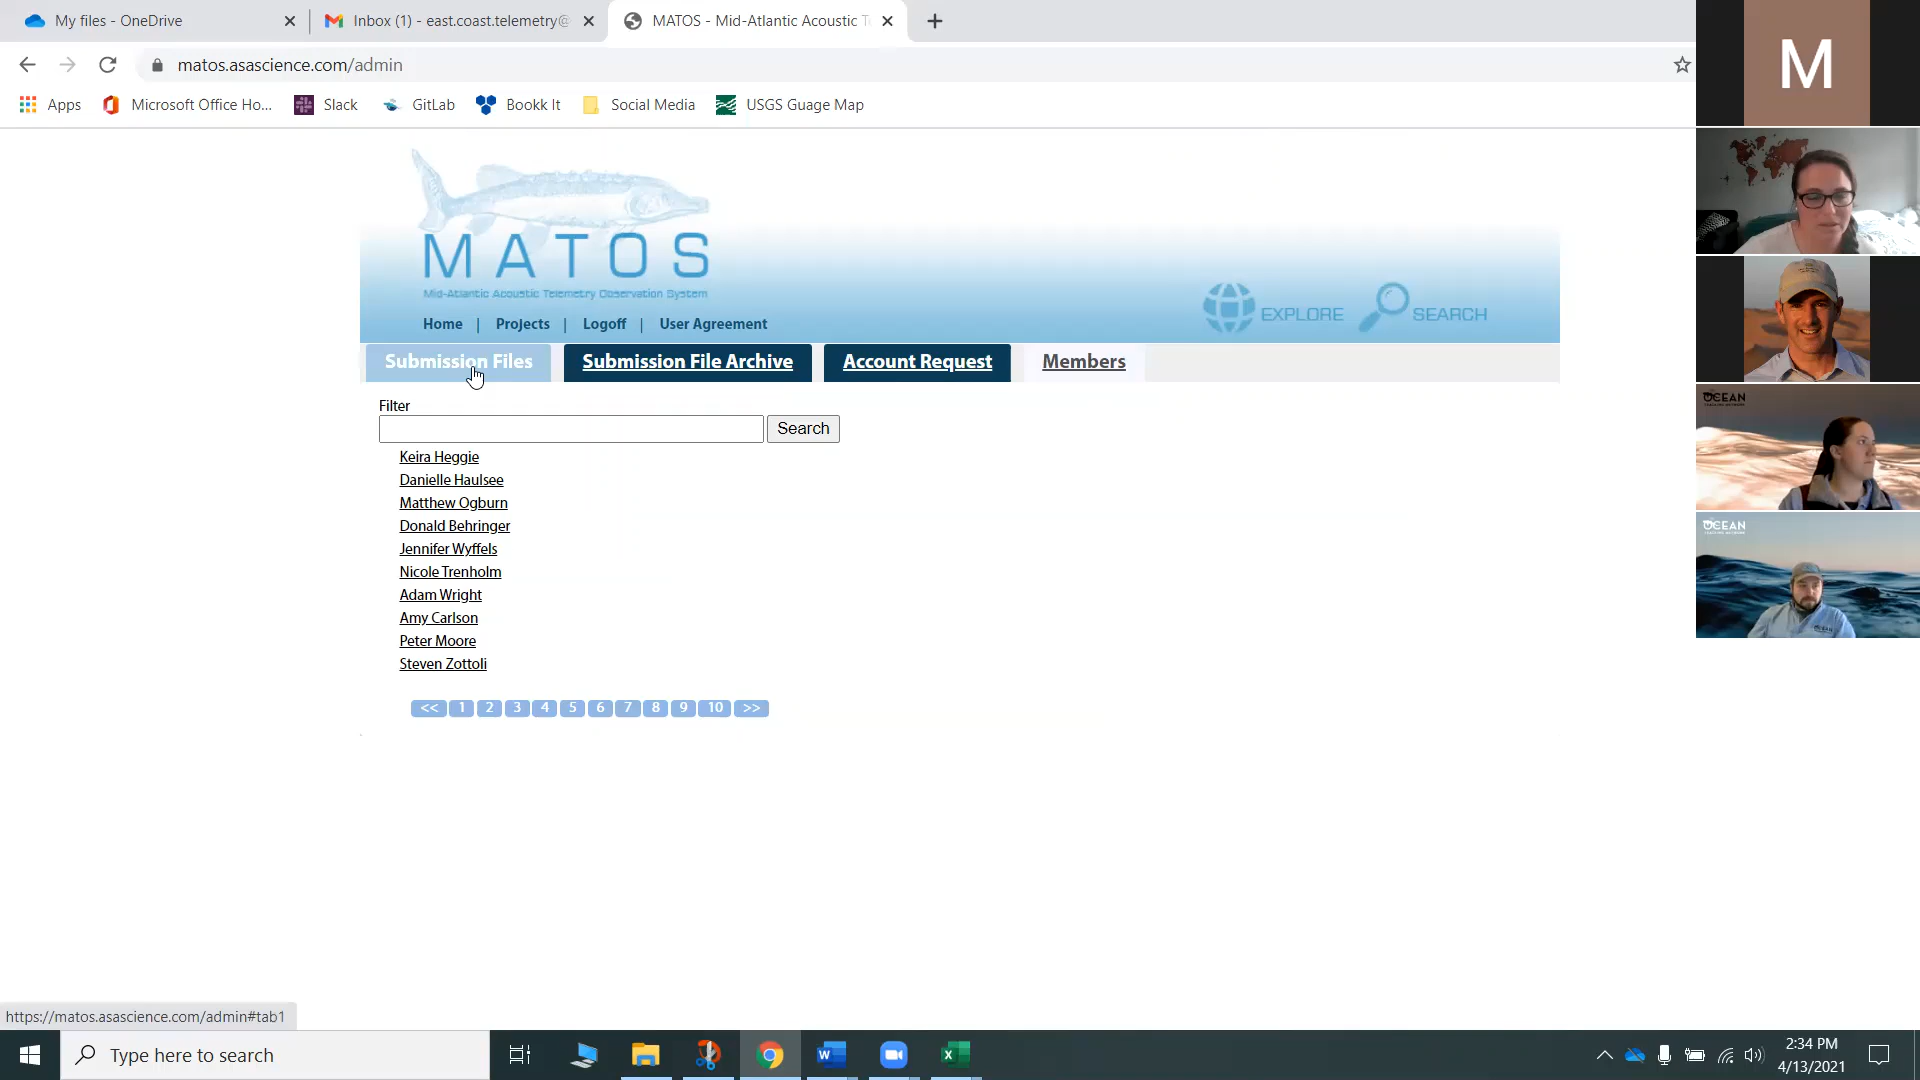 My files - OneDrive
Inbox (1) - east.coast.telemetry@
MATOS - Mid-Atlantic Acoustic T
matos.asascience.com/admin
Apps
Microsoft Office Ho...
Slack
GitLab
Bookk It
Social Media
USGS Guage Map
M
MATOS
Mid-Atlantic Acoustic Telemetry Observation System
EXPLORE
SEARCH
Home | Projects | Logoff | User Agreement
Submission Files
Submission File Archive
Account Request
Members
Filter
Search
Keira Heggie
Danielle Haulsee
Matthew Ogburn
Donald Behringer
Jennifer Wyffels
Nicole Trenholm
Adam Wright
Amy Carlson
Peter Moore
Steven Zottoli
<< 1 2 3 4 5 6 7 8 9 10 >>
OCEAN
OCEAN
https://matos.asascience.com/admin#tab1
Type here to search
2:34 PM
4/13/2021